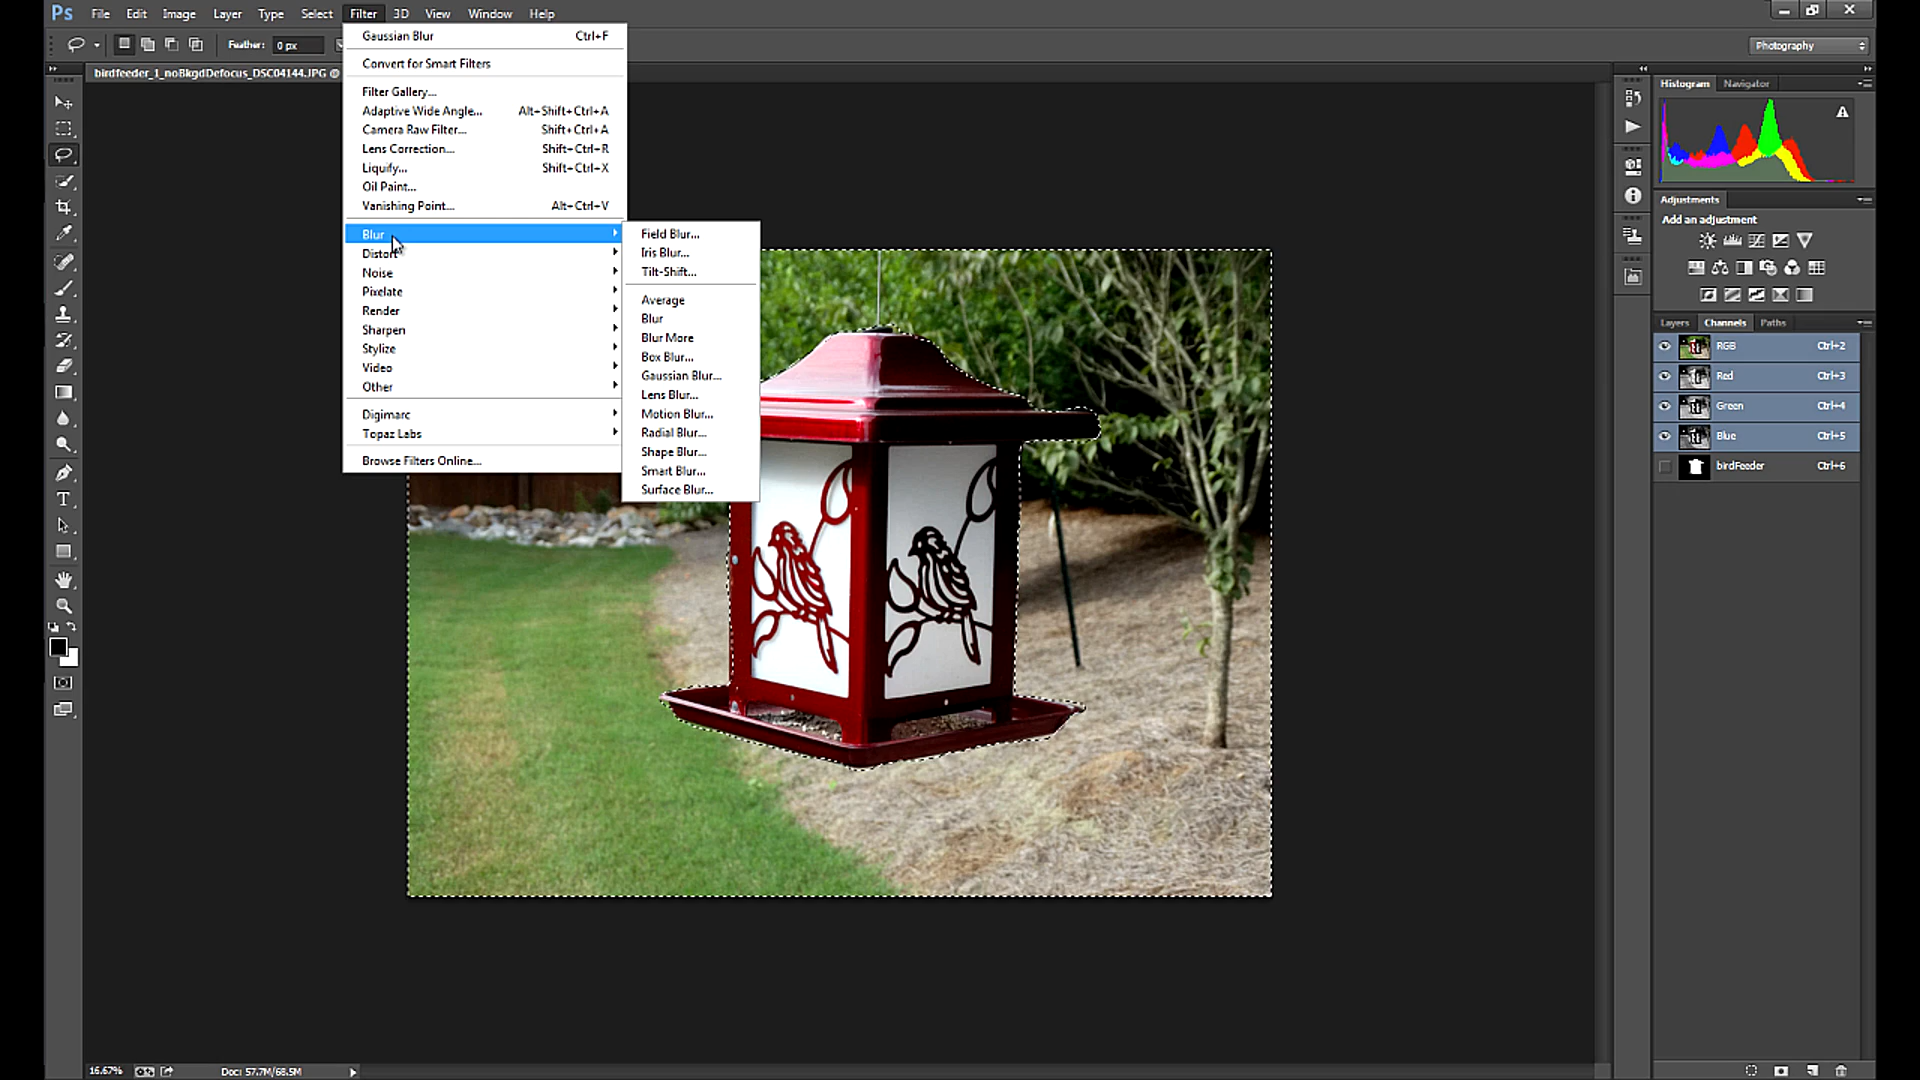 Ps File Edit Image Layer Type Select Filter 3D View Window Help
Feather: 0 px
Photography
birdfeeder_1_noBkgdDefocus_DSC04144.JPG @
Gaussian Blur Ctrl+F
Convert for Smart Filters
Filter Gallery...
Adaptive Wide Angle... Alt+Shift+Ctrl+A
Camera Raw Filter... Shift+Ctrl+A
Lens Correction... Shift+Ctrl+R
Liquify... Shift+Ctrl+X
Oil Paint...
Vanishing Point... Alt+Ctrl+V
Blur
Distort
Noise
Pixelate
Render
Sharpen
Stylize
Video
Other
Digimarc
Topaz Labs
Browse Filters Online...
Field Blur...
Iris Blur...
Tilt-Shift...
Average
Blur
Blur More
Box Blur...
Gaussian Blur...
Lens Blur...
Motion Blur...
Radial Blur...
Shape Blur...
Smart Blur...
Surface Blur...
Histogram Navigator
Adjustments
Add an adjustment
Layers Channels Paths
RGB Ctrl+2
Red Ctrl+3
Green Ctrl+4
Blue Ctrl+5
birdFeeder Ctrl+6
16.67% Doc: 57.7M/68.5M